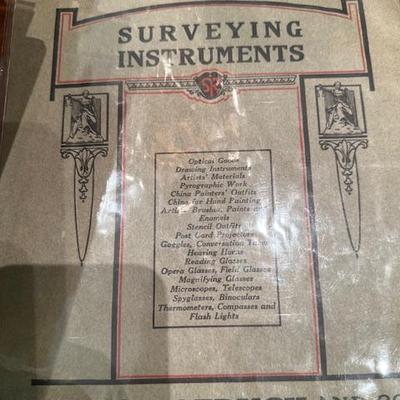 SURVEYING
INSTRUMENTS
SR
Optical Goods
Drawing Instruments
Artists' Materials
Pyrographic Work
China Painters' Outfits
China for Hand Painting
Artists' Brushes, Paints and
Enamels
Stencil Outfits
Post Card Projectors
Goggles, Conversation Tubes
Hearing Horns
Reading Glasses
Opera Glasses, Field Glasses
Magnifying Glasses
Microscopes, Telescopes
Spyglasses, Binoculars
Thermometers, Compasses and
Flash Lights
AND